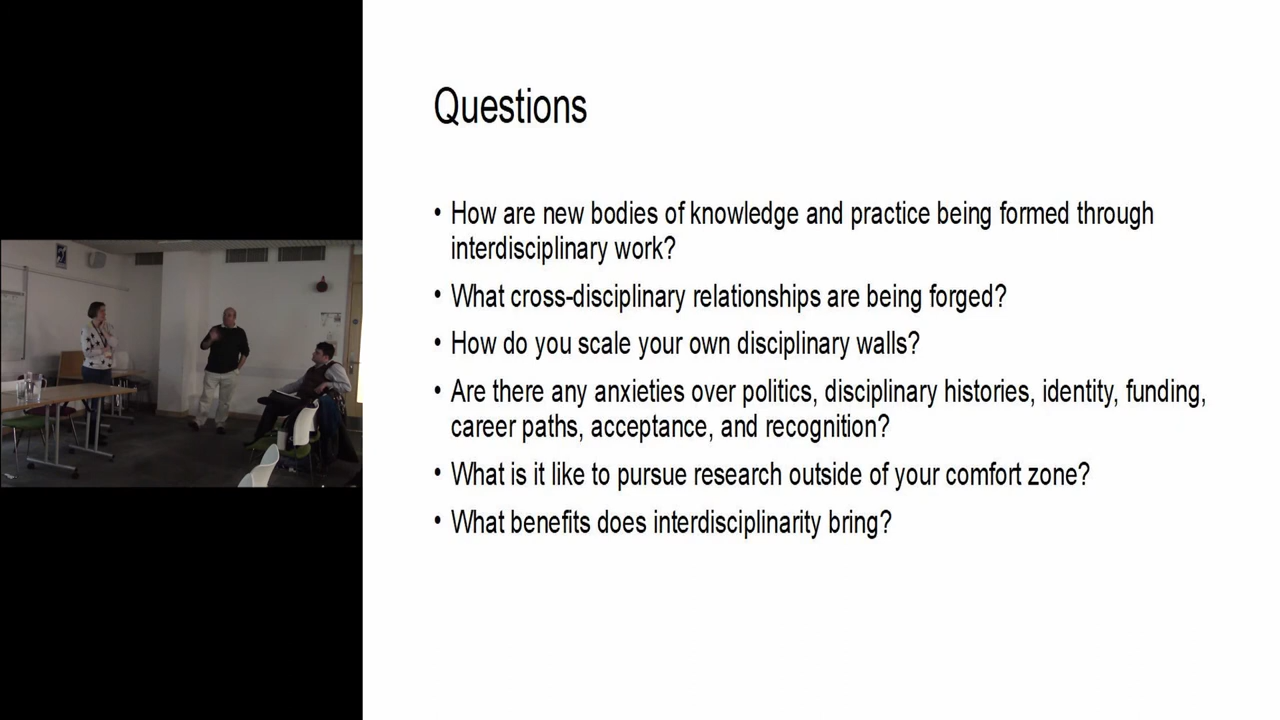 Questions
• How are new bodies of knowledge and practice being formed through
interdisciplinary work?
• What cross-disciplinary relationships are being forged?
• How do you scale your own disciplinary walls?
• Are there any anxieties over politics, disciplinary histories, identity, funding,
career paths, acceptance, and recognition?
• What is it like to pursue research outside of your comfort zone?
• What benefits does interdisciplinarity bring?